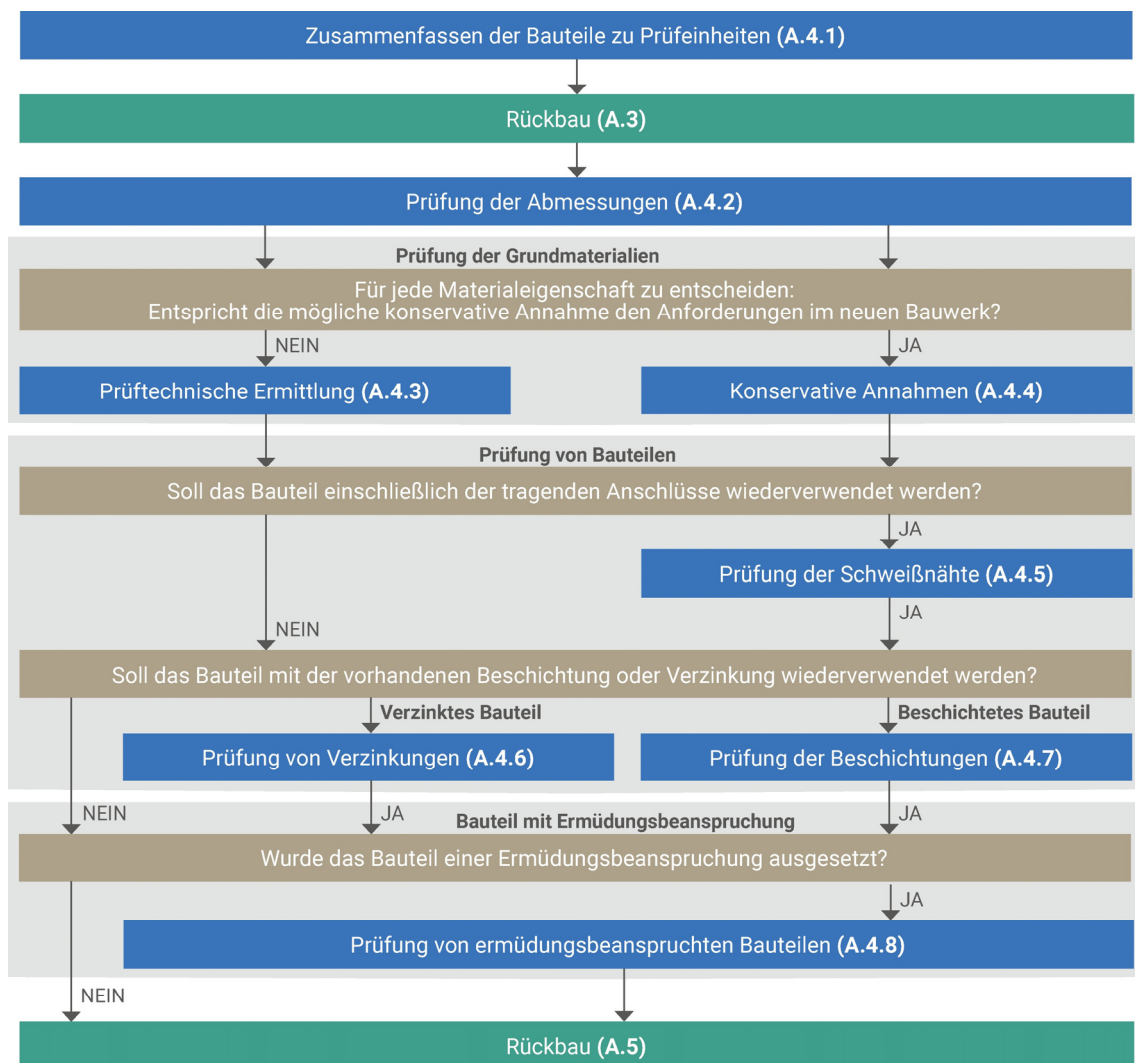 Zusammenfassen der Bauteile zu Prüfeinheiten (A.4.1)
Rückbau (A.3)
Prüfung der Abmessungen (A.4.2)
Prüfung der Grundmaterialien
Für jede Materialeigenschaft zu entscheiden:
Entspricht die mögliche konservative Annahme den Anforderungen im neuen Bauwerk?
NEIN
JA
Prüftechnische Ermittlung (A.4.3)
Konservative Annahmen (A.4.4)
Prüfung von Bauteilen
Soll das Bauteil einschließlich der tragenden Anschlüsse wiederverwendet werden?
JA
Prüfung der Schweißnähte (A.4.5)
NEIN
JA
Soll das Bauteil mit der vorhandenen Beschichtung oder Verzinkung wiederverwendet werden?
Verzinktes Bauteil
Beschichtetes Bauteil
Prüfung von Verzinkungen (A.4.6)
Prüfung der Beschichtungen (A.4.7)
NEIN
JA
JA
Bauteil mit Ermüdungsbeanspruchung
Wurde das Bauteil einer Ermüdungsbeanspruchung ausgesetzt?
JA
Prüfung von ermüdungsbeanspruchten Bauteilen (A.4.8)
NEIN
Rückbau (A.5)